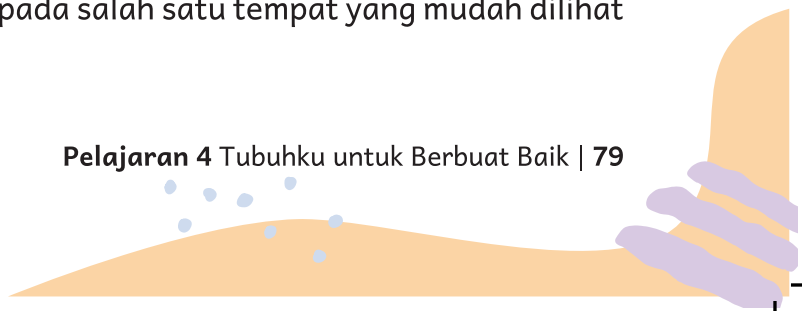 pada salah satu tempat yang mudah dilihat
Pelajaran 4 Tubuhku untuk Berbuat Baik | 79